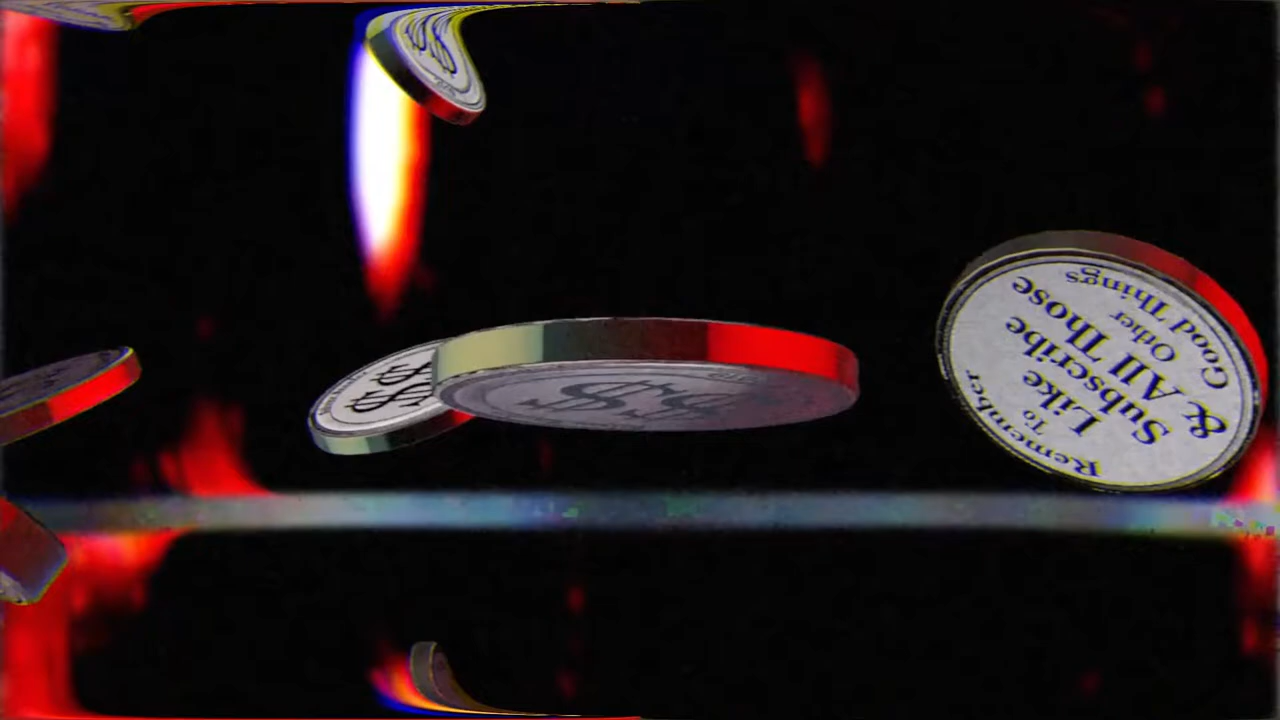 $$
$$
Remember
To
Like
Subscribe
& All Those
Other
Good Things